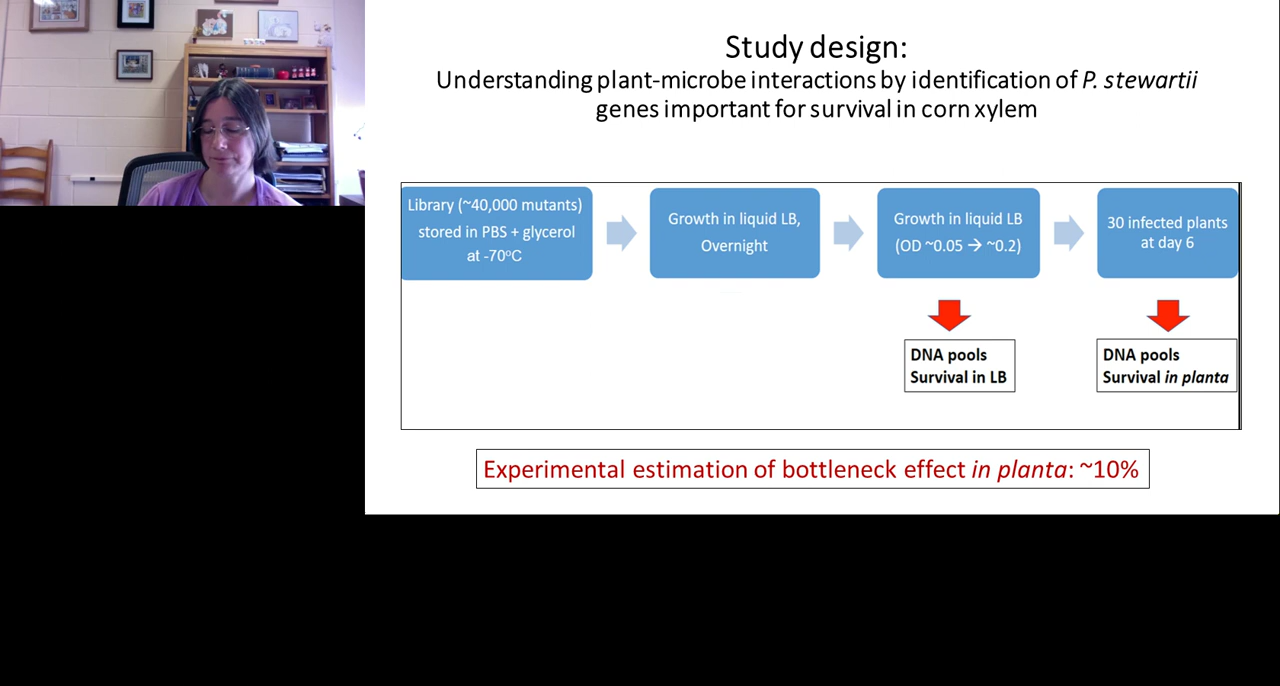 Study design:
Understanding plant-microbe interactions by identification of P. stewartii
genes important for survival in corn xylem
Library (~40,000 mutants)
stored in PBS + glycerol
at -70°C
Growth in liquid LB,
Overnight
Growth in liquid LB
(OD ~0.05 → ~0.2)
30 infected plants
at day 6
DNA pools
Survival in LB
DNA pools
Survival in planta
Experimental estimation of bottleneck effect in planta: ~10%